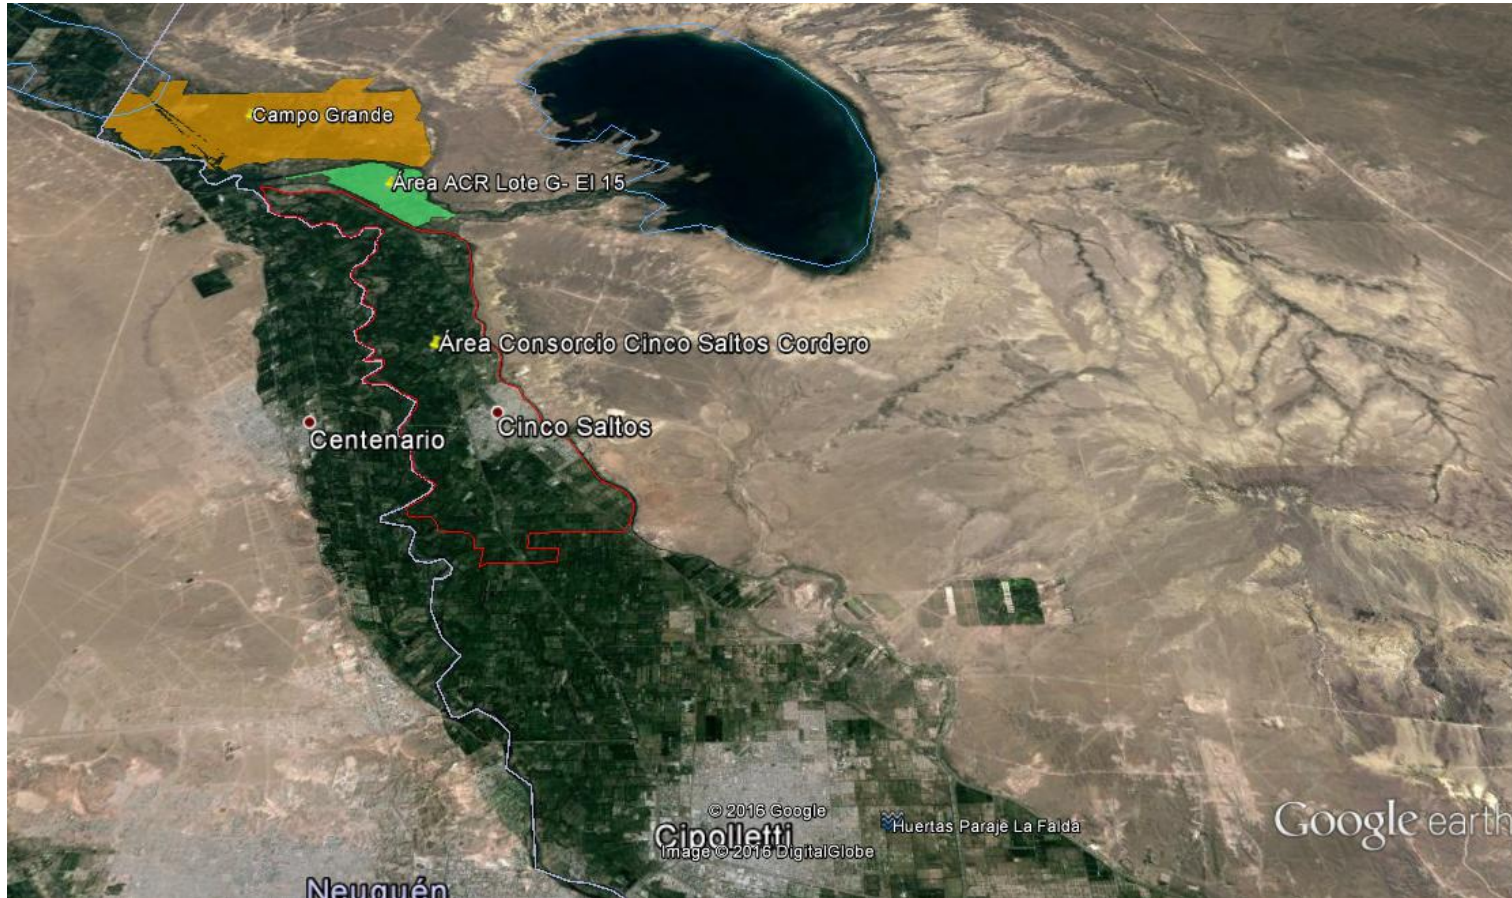 Campo Grande
Área ACR Lote G- El 15
Área Consorcio Cinco Saltos Cordero
Cinco Saltos
Centenario
© 2016 Google
Huertas Paraje La Falda
Cipolletti
Image © 2016 DigitalGlobe
Google earth
Neuquén